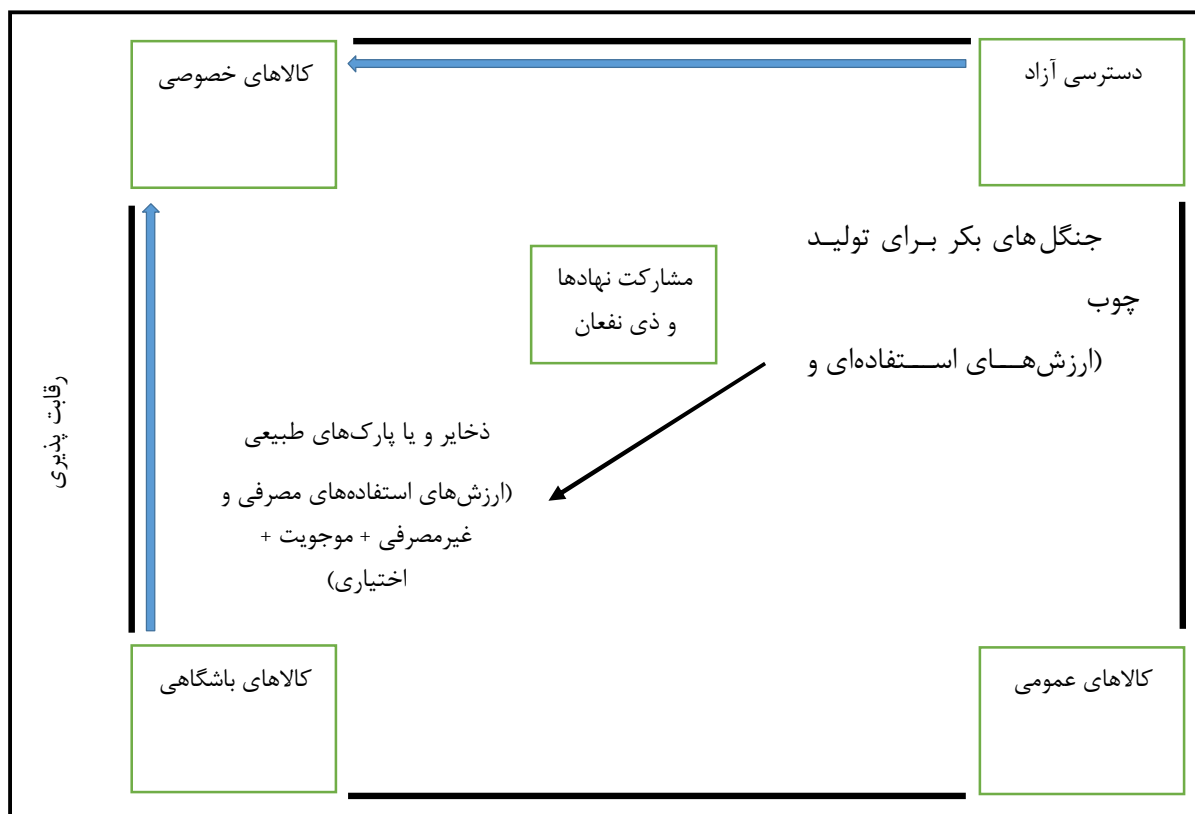 دسترسی آزاد
کالاهای خصوصی
جنگل‌های بکر برای تولید
چوب
(ارزش‌های استفاده‌ای و
مشارکت نهادها
و ذی نفعان
ذخایر و یا پارک‌های طبیعی
(ارزش‌های استفاده‌های مصرفی و
غیرمصرفی + موجویت +
اختیاری)
رقابت پذیری
کالاهای عمومی
کالاهای باشگاهی